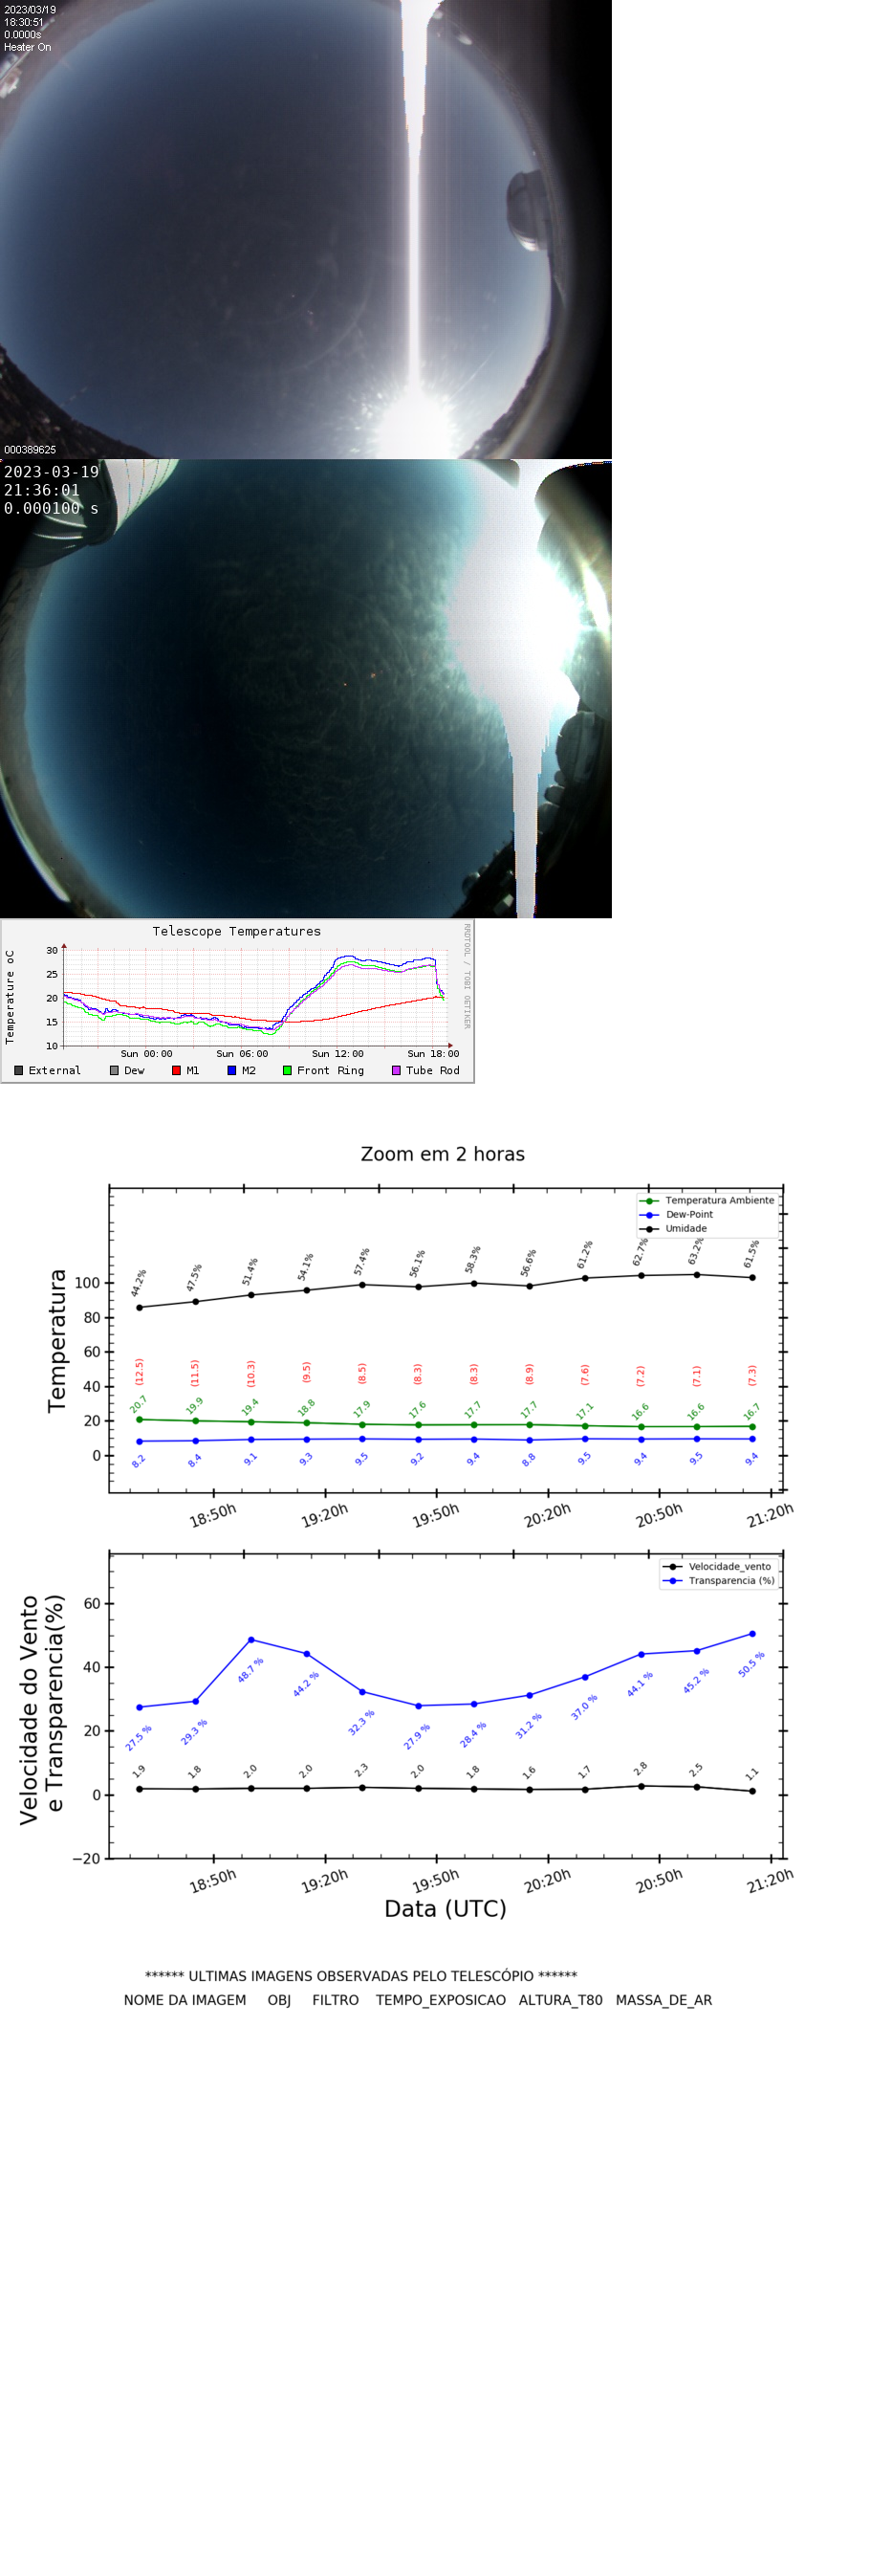 2023/03/19
18:30:51
0.0000s
Heater On
000389625
2023-03-19
21:36:01
0.000100 s
Telescope Temperatures
RRDTOOL / TOBI OETIKER
Temperature oC
30
25
20
15
10
Sun 00:00 Sun 06:00 Sun 12:00 Sun 18:00
External Dew M1 M2 Front Ring Tube Rod
Zoom em 2 horas
Temperatura
Temperatura Ambiente
Dew-Point
Umidade
44.2% 47.5% 51.4% 54.1% 57.4% 56.1% 58.3% 56.6% 61.2% 62.7% 63.2% 61.5%
100
80
60
40
20
0
(12.5) (11.5) (10.3) (9.5) (8.5) (8.3) (8.3) (8.9) (7.6) (7.2) (7.1) (7.3)
20.7 19.9 19.4 18.8 17.9 17.6 17.7 17.7 17.1 16.6 16.6 16.7
8.2 8.4 9.1 9.3 9.5 9.2 9.4 8.8 9.5 9.4 9.5 9.4
18:50h 19:20h 19:50h 20:20h 20:50h 21:20h
Velocidade do Vento
e Transparencia(%)
Velocidade_vento
Transparencia (%)
60
40
20
0
−20
27.5 % 29.3 % 48.7 % 44.2 % 32.3 % 27.9 % 28.4 % 31.2 % 37.0 % 44.1 % 45.2 % 50.5 %
1.9 1.8 2.0 2.0 2.3 2.0 1.8 1.6 1.7 2.8 2.5 1.1
18:50h 19:20h 19:50h 20:20h 20:50h 21:20h
Data (UTC)
****** ULTIMAS IMAGENS OBSERVADAS PELO TELESCÓPIO ******
NOME DA IMAGEM OBJ FILTRO TEMPO_EXPOSICAO ALTURA_T80 MASSA_DE_AR